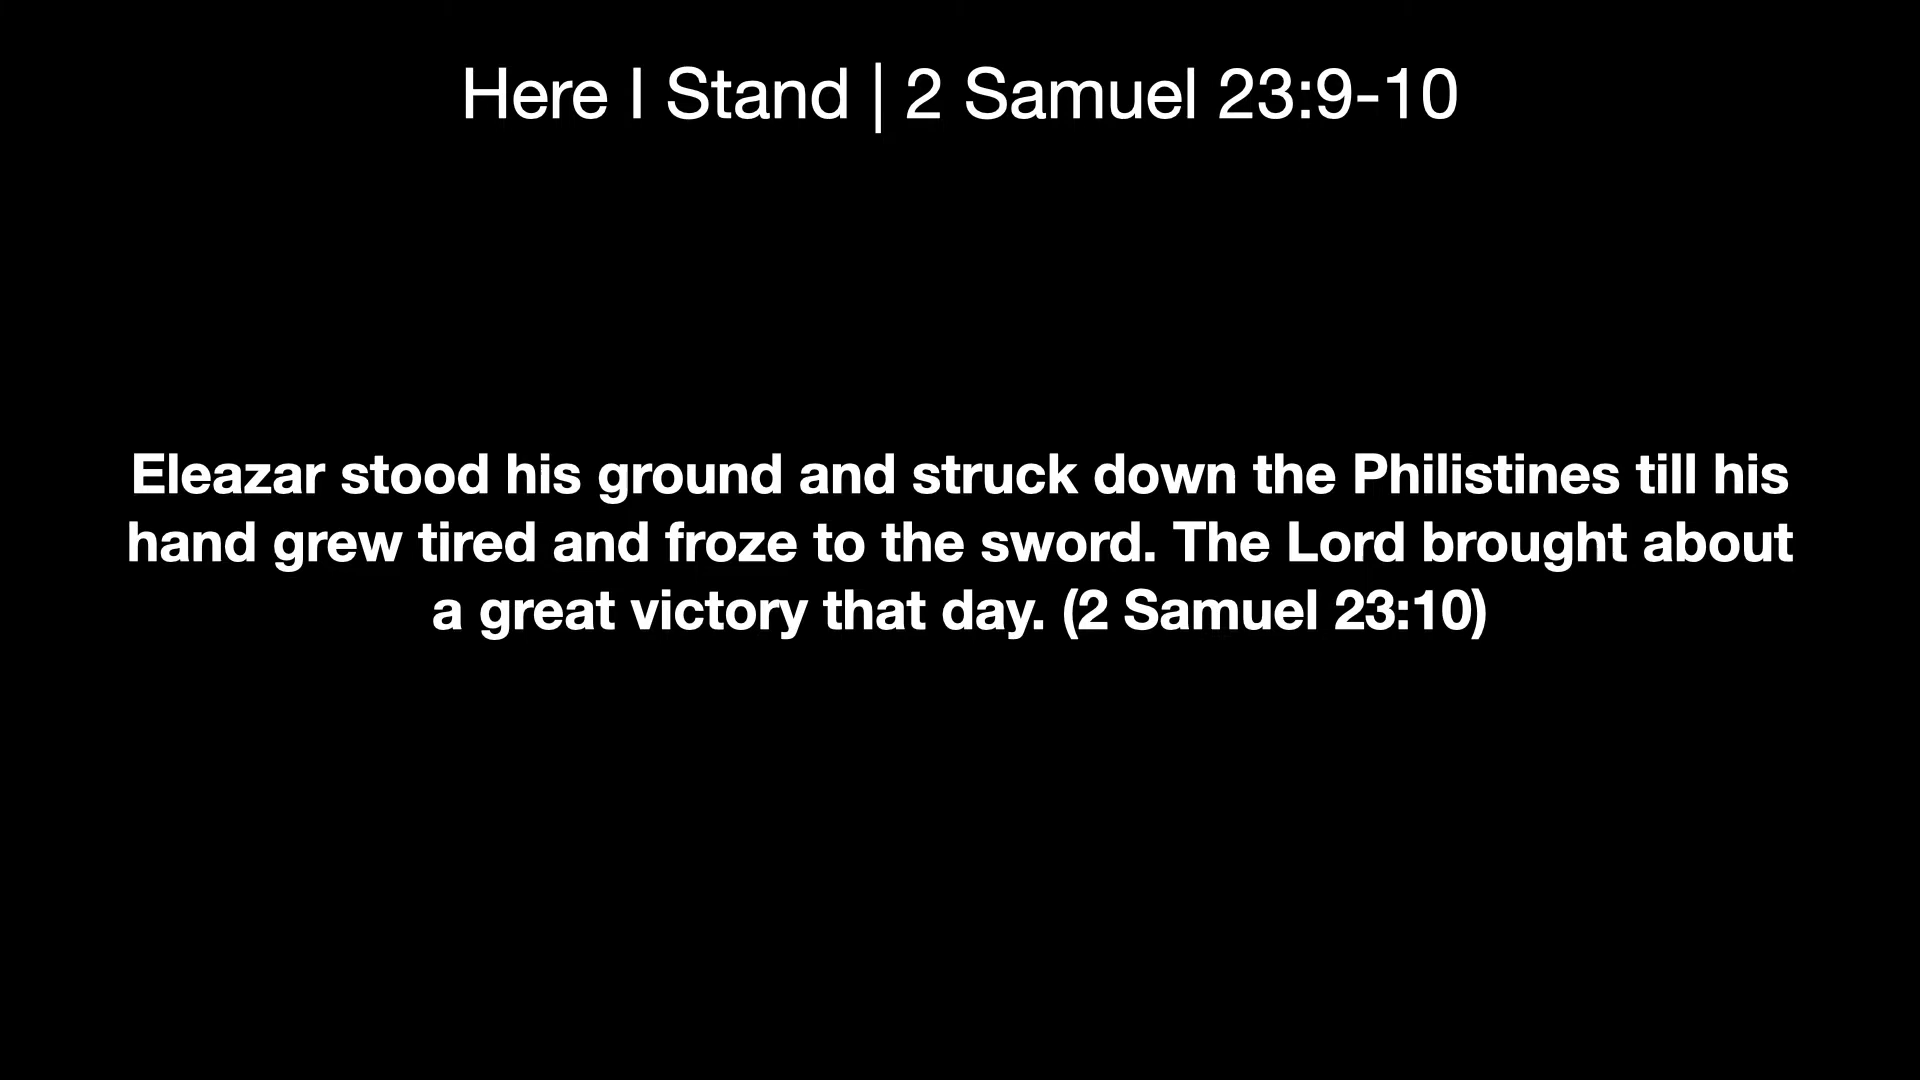 Here I Stand | 2 Samuel 23:9-10
Eleazar stood his ground and struck down the Philistines till his
hand grew tired and froze to the sword. The Lord brought about
a great victory that day. (2 Samuel 23:10)